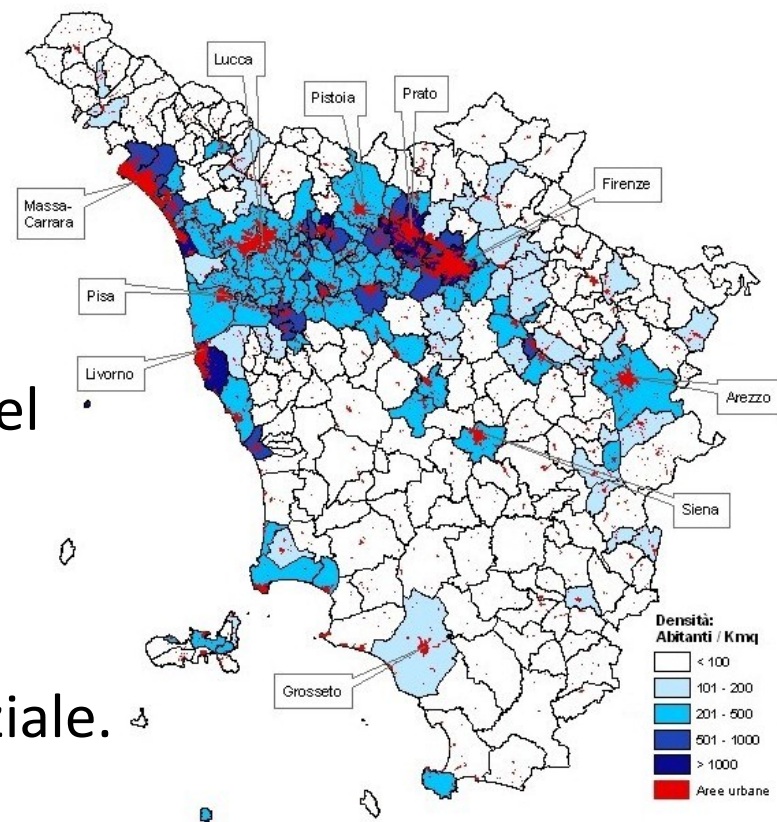 Lucca
Pistoia
Prato
Firenze
Massa-
Carrara
Pisa
Livorno
el
Arezzo
Siena
Densità:
Abitanti / Kmq
< 100
101 - 200
201 - 500
501 - 1000
> 1000
Aree urbane
Grosseto
ziale.